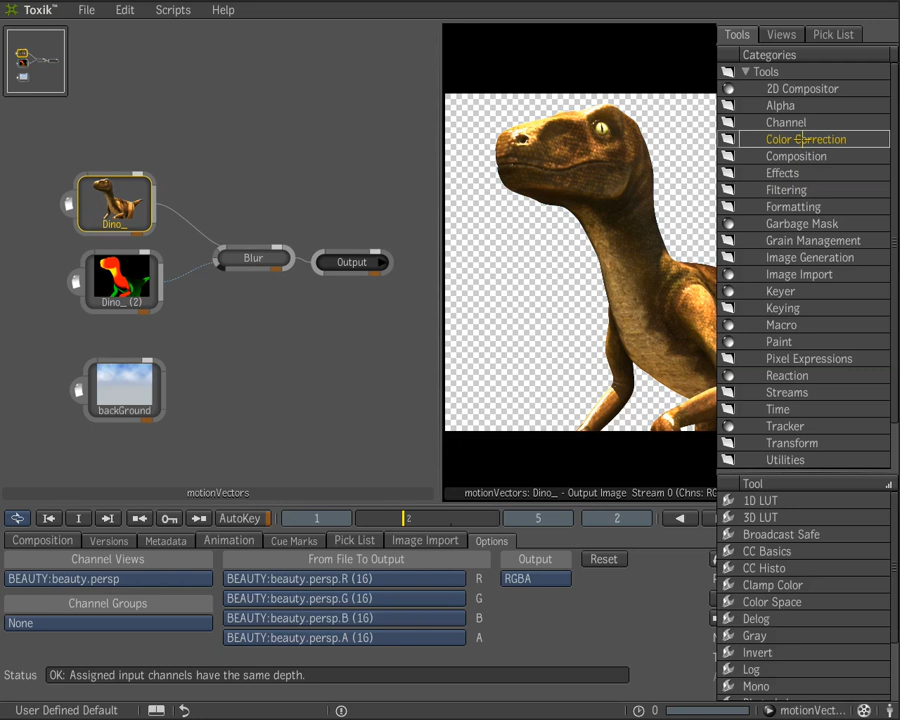 Toxik™ File Edit Scripts Help
Tools Views Pick List
Categories
Tools
2D Compositor
Alpha
Channel
Color Correction
Composition
Effects
Filtering
Formatting
Garbage Mask
Grain Management
Image Generation
Image Import
Keyer
Keying
Macro
Paint
Pixel Expressions
Reaction
Streams
Time
Tracker
Transform
Utilities
Tool
1D LUT
3D LUT
Broadcast Safe
CC Basics
CC Histo
Clamp Color
Color Space
Delog
Gray
Invert
Log
Mono
Dino_
Blur
Output
Dino_ (2)
backGround
motionVectors
motionVectors: Dino_ - Output Image Stream 0 (Chns: RG
AutoKey 1 2 5 2
Composition Versions Metadata Animation Cue Marks Pick List Image Import Options
Channel Views From File To Output Output Reset
BEAUTY:beauty.persp BEAUTY:beauty.persp.R (16) R RGBA
Channel Groups BEAUTY:beauty.persp.G (16) G
None BEAUTY:beauty.persp.B (16) B
BEAUTY:beauty.persp.A (16) A
Status OK: Assigned input channels have the same depth.
User Defined Default 0 motionVect...